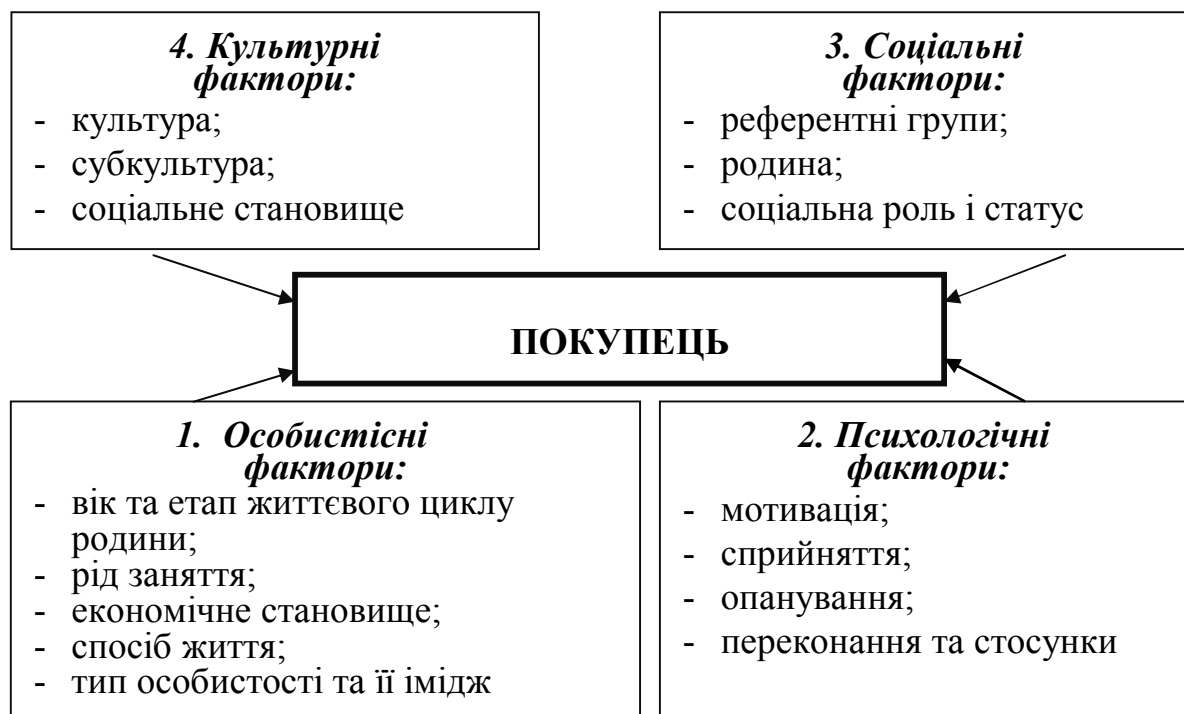 4. Культурні
фактори:
- культура;
- субкультура;
- соціальне становище
3. Соціальні
фактори:
- референтні групи;
- родина;
- соціальна роль і статус
ПОКУПЕЦЬ
1. Особистісні
фактори:
- вік та етап життєвого циклу
родини;
- рід заняття;
- економічне становище;
- спосіб життя;
- тип особистості та її імідж
2. Психологічні
фактори:
- мотивація;
- сприйняття;
- опанування;
- переконання та стосунки